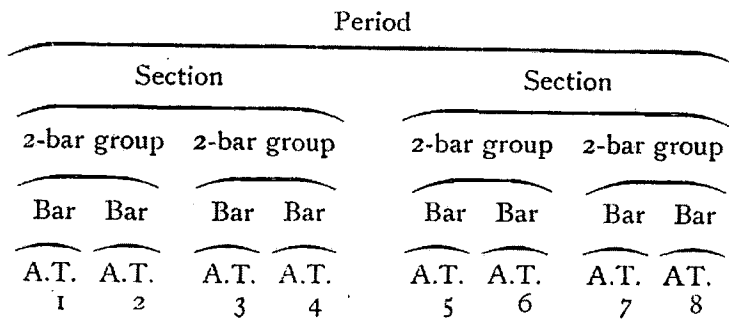 Period
Section Section
2-bar group 2-bar group 2-bar group 2-bar group
Bar Bar Bar Bar Bar Bar Bar Bar
A.T. A.T. A.T. A.T. A.T. A.T. A.T. AT.
1 2 3 4 5 6 7 8